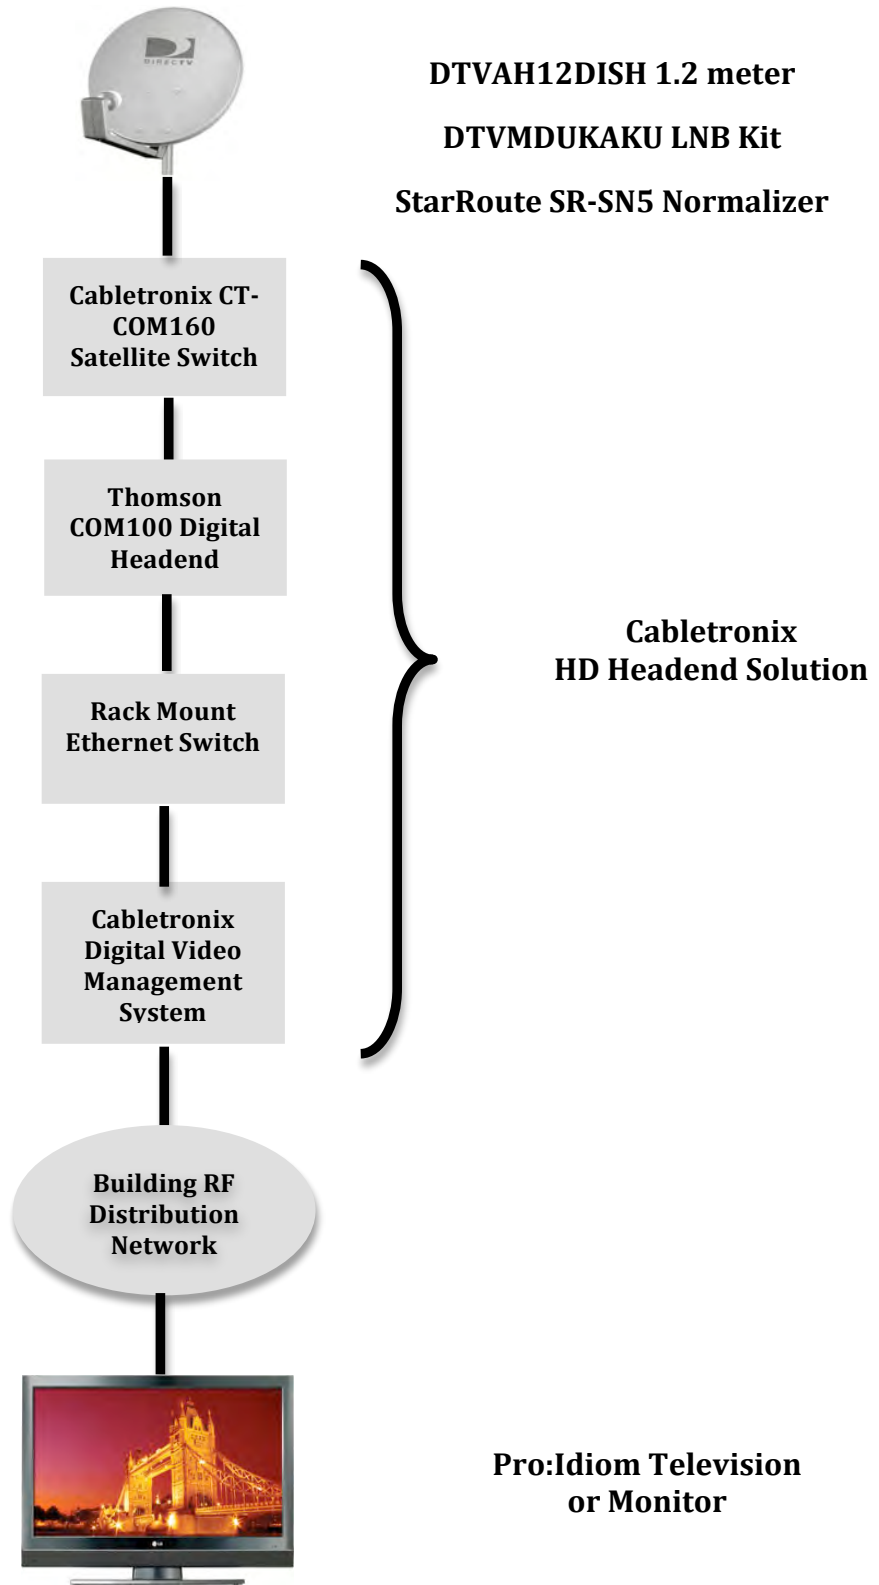 DIRECTV
DTVAH12DISH 1.2 meter
DTVMDUKAKU LNB Kit
StarRoute SR-SN5 Normalizer
Cabletronix CT-
COM160
Satellite Switch
Thomson
COM100 Digital
Headend
Rack Mount
Ethernet Switch
Cabletronix
Digital Video
Management
System
Cabletronix
HD Headend Solution
Building RF
Distribution
Network
LG
Pro:Idiom Television
or Monitor